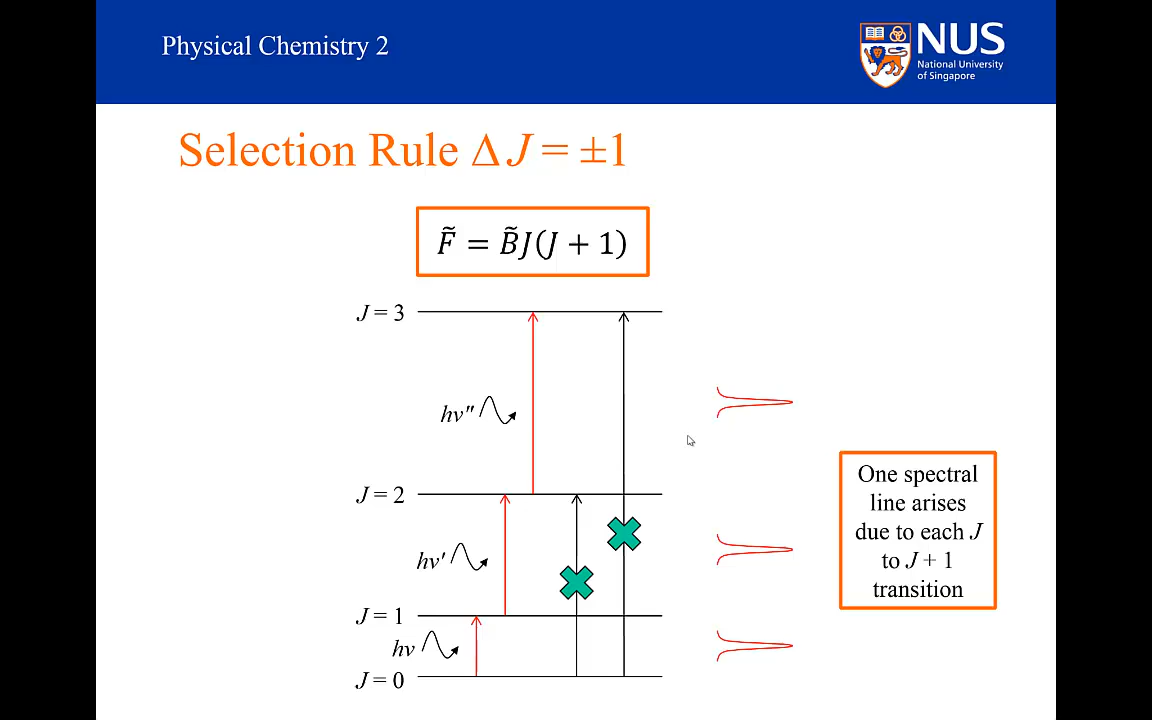 Physical Chemistry 2
NUS
National University
of Singapore
Selection Rule Δ J = ±1
F̃ = B̃J(J + 1)
J = 3
hν"
J = 2
hν'
J = 1
hν
J = 0
One spectral
line arises
due to each J
to J + 1
transition